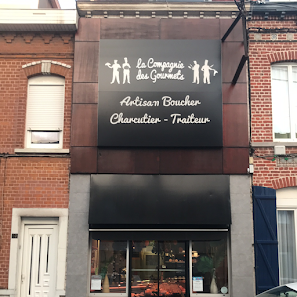 la Compagnie
des Gourmets
Artisan Boucher
Charcutier - Traiteur